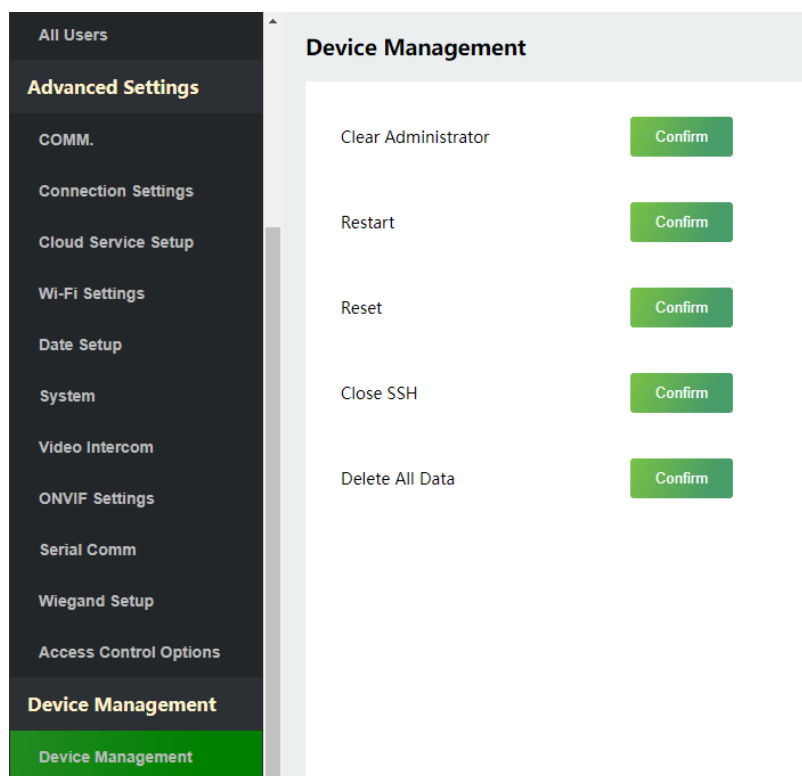 All Users
Advanced Settings
COMM.
Connection Settings
Cloud Service Setup
Wi-Fi Settings
Date Setup
System
Video Intercom
ONVIF Settings
Serial Comm
Wiegand Setup
Access Control Options
Device Management
Device Management
Device Management
Clear Administrator Confirm
Restart Confirm
Reset Confirm
Close SSH Confirm
Delete All Data Confirm